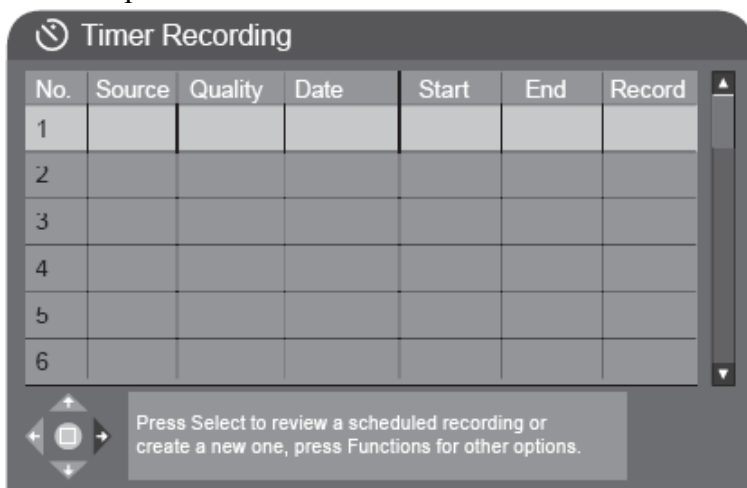 Timer Recording
No. Source Quality Date Start End Record
1
2
3
4
5
6
Press Select to review a scheduled recording or
create a new one, press Functions for other options.